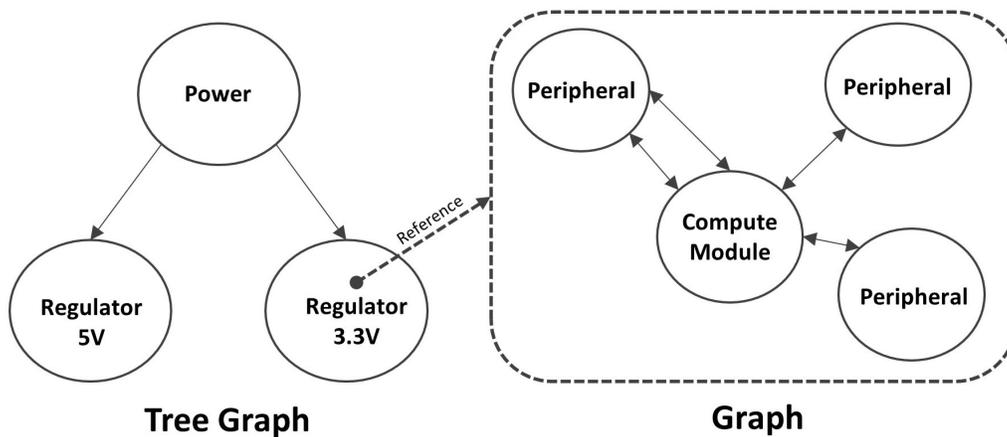 Power
Regulator
5V
Regulator
3.3V
Reference
Tree Graph
Peripheral
Peripheral
Compute
Module
Peripheral
Graph